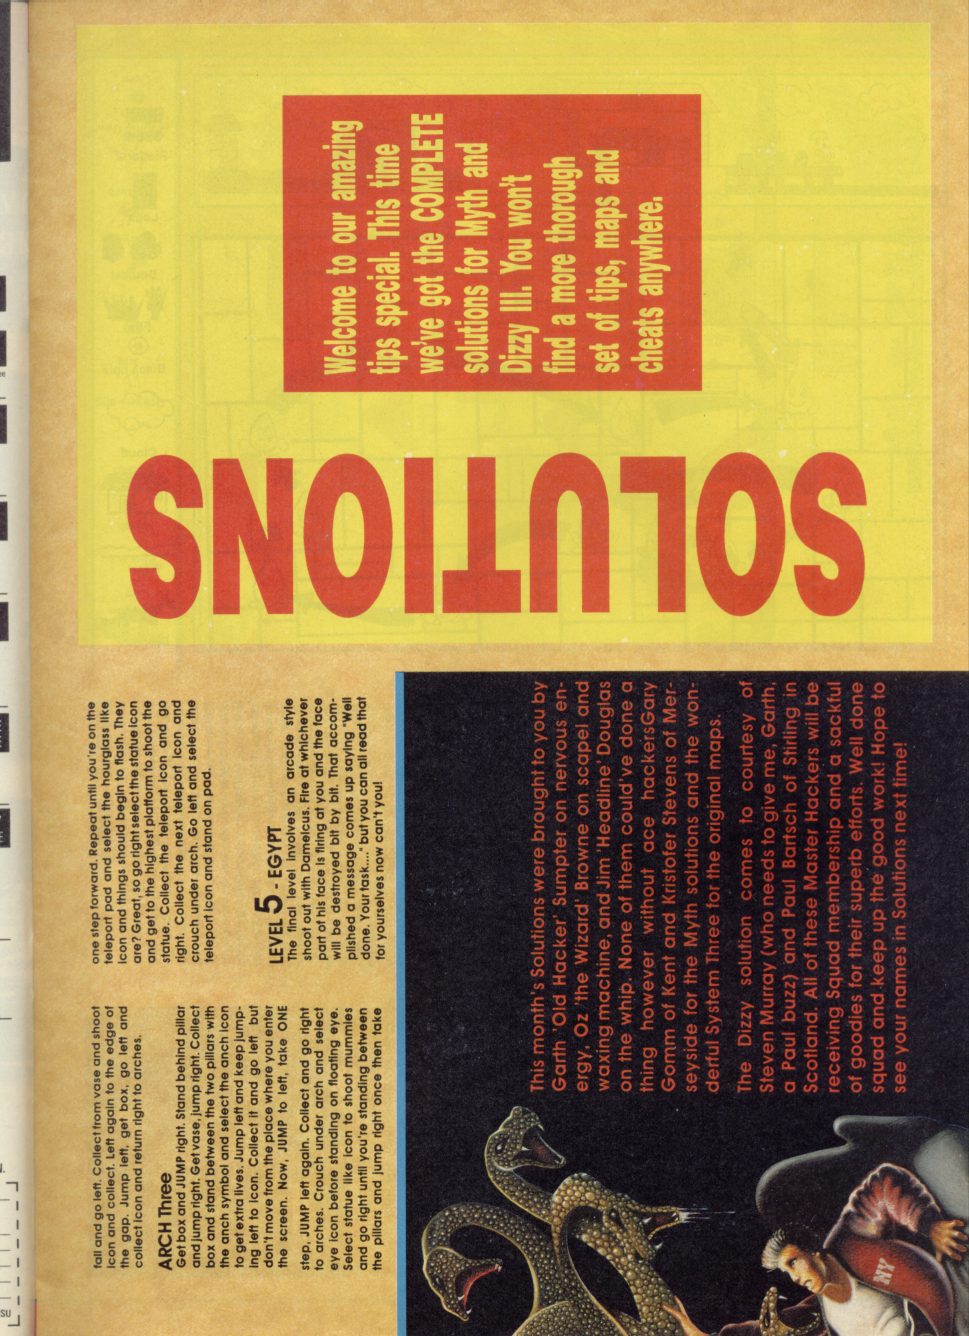 SOLUTIONS
Welcome to our amazing
tips special. This time
we've got the COMPLETE
solutions for Myth and
Dizzy III. You won't
find a more thorough
set of tips, maps and
cheats anywhere.
fall and go left. Collect from vase and shoot
icon and collect. Left again to the edge of
the gap. Jump left, get box, go left and
collect icon and return right to arches.
ARCH Three
Get box and JUMP right. Stand behind pillar
and jump right. Get vase, jump right. Collect
box and stand between the two pillars with
the arnch symbol and select the anch icon
to get extra lives. Jump left and keep jump-
ing left to icon. Collect it and go left but
don't move from the place where you enter
the screen. Now, JUMP to left, take ONE
step, JUMP left again. Collect and go right
to arches. Crouch under arch and select
eye icon before standing on floating eye.
Select statue like icon to shoot mummies
and go right until you're standing between
the pillars and jump right once then take
one step forward. Repeat until you're on the
teleport pad and select the hourglass like
icon and things should begin to flash. They
are? Great, so go right select the statue icon
and get to the highest platform to shoot the
statue. Collect the teleport icon and go
right. Collect the next teleport icon and
crouch under arch. Go left and select the
teleport icon and stand on pad.
LEVEL 5 - EGYPT
The final level involves an arcade style
shoot out with Dameicus. Fire at whichever
part of his face is firing at you and the face
will be destroyed bit by bit. That accom-
plished a message comes up saying "Well
done. Your task....." but you can all read that
for yourselves now can't you!
This month's Solutions were brought to you by
Garth 'Old Hacker' Sumpter on nervous en-
ergy, Oz 'the Wizard' Browne on scapel and
waxing machine, and Jim 'Headline' Douglas
on the whip. None of them could've done a
thing however without ace hackersGary
Gomm of Kent and Kristoter Stevens of Mer-
seyside for the Myth solutions and the won-
derful System Three for the original maps.
The Dizzy solution comes to courtesy of
Steven Murray (who needs to give me, Garth,
a Paul buzz) and Paul Bartsch of Stirling in
Scotland. All of these Master Hackers will be
receiving Squad membership and a sackful
of goodies for their superb efforts. Well done
squad and keep up the good work! Hope to
see your names in Solutions next time!
NY
SU